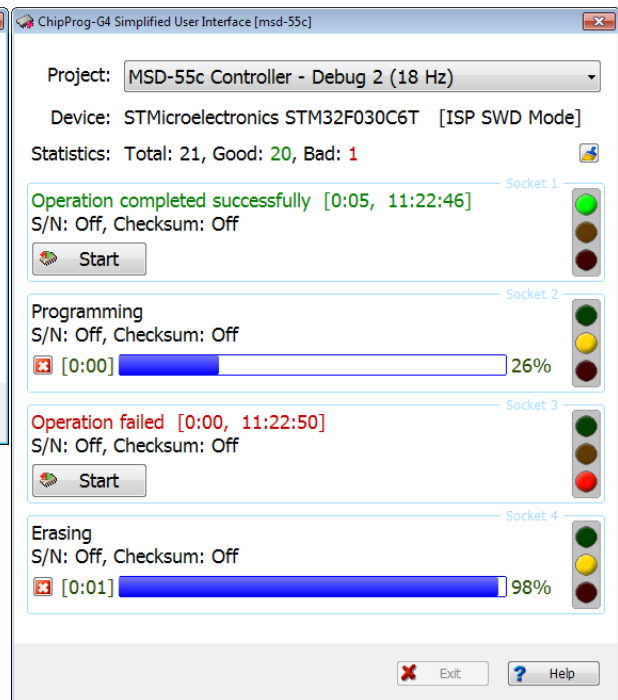 ChipProg-G4 Simplified User Interface [msd-55c]
Project: MSD-55c Controller - Debug 2 (18 Hz)
Device: STMicroelectronics STM32F030C6T [ISP SWD Mode]
Statistics: Total: 21, Good: 20, Bad: 1
Socket 1
Operation completed successfully [0:05, 11:22:46]
S/N: Off, Checksum: Off
Start
Socket 2
Programming
S/N: Off, Checksum: Off
[0:00] 26%
Socket 3
Operation failed [0:00, 11:22:50]
S/N: Off, Checksum: Off
Start
Socket 4
Erasing
S/N: Off, Checksum: Off
[0:01] 98%
Exit ? Help